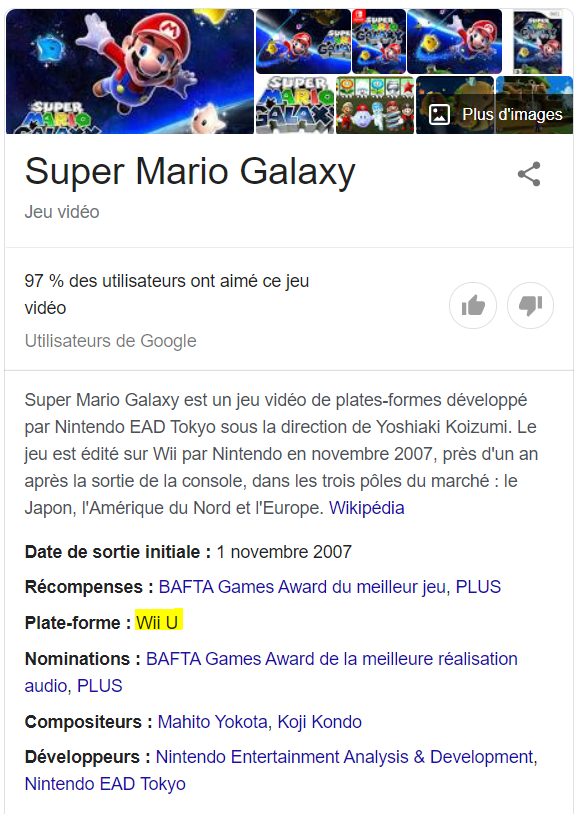 SUPER
MARIO
GALAXY
SUPER MARIO
GALAXY
Plus d'images
Super Mario Galaxy
Jeu vidéo
97 % des utilisateurs ont aimé ce jeu
vidéo
Utilisateurs de Google
Super Mario Galaxy est un jeu vidéo de plates-formes développé
par Nintendo EAD Tokyo sous la direction de Yoshiaki Koizumi. Le
jeu est édité sur Wii par Nintendo en novembre 2007, près d'un an
après la sortie de la console, dans les trois pôles du marché : le
Japon, l'Amérique du Nord et l'Europe. Wikipédia
Date de sortie initiale : 1 novembre 2007
Récompenses : BAFTA Games Award du meilleur jeu, PLUS
Plate-forme : Wii U
Nominations : BAFTA Games Award de la meilleure réalisation
audio, PLUS
Compositeurs : Mahito Yokota, Koji Kondo
Développeurs : Nintendo Entertainment Analysis & Development,
Nintendo EAD Tokyo